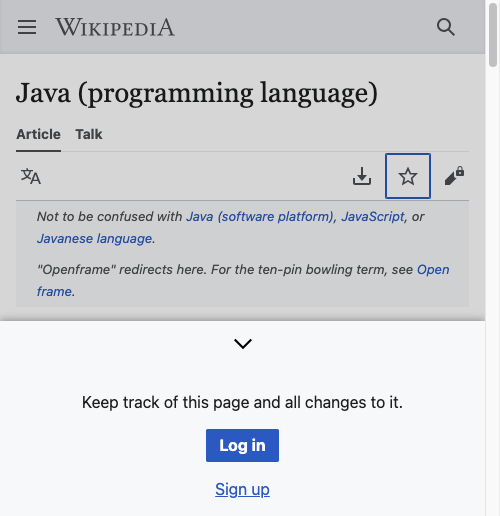 WIKIPEDIA
Java (programming language)
Article Talk
Not to be confused with Java (software platform), JavaScript, or
Javanese language.
"Openframe" redirects here. For the ten-pin bowling term, see Open
frame.
Keep track of this page and all changes to it.
Log in
Sign up